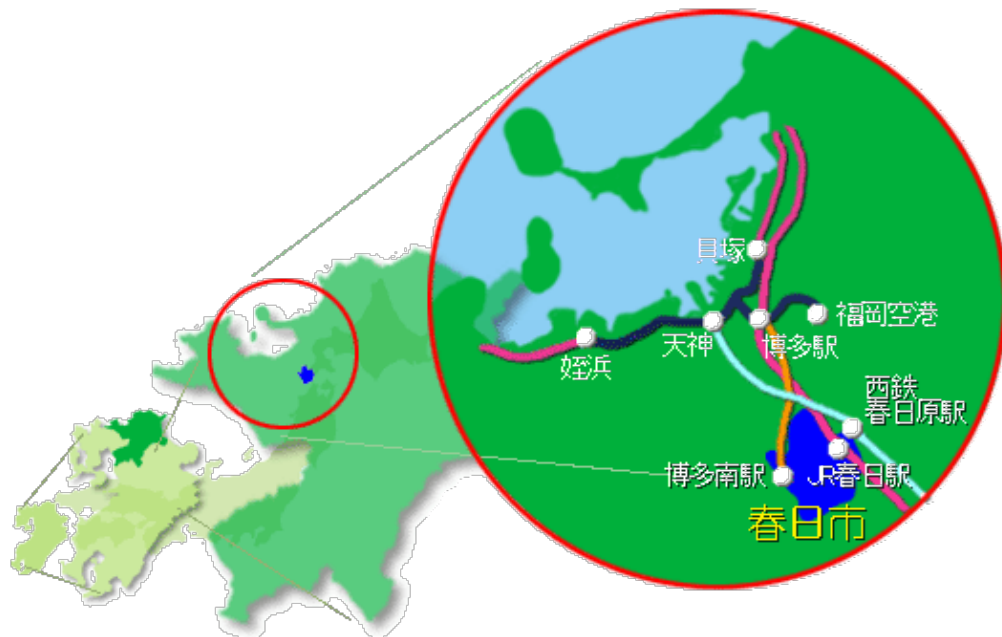 貝塚
福岡空港
天神
博多駅
姪浜
西鉄
春日原駅
博多南駅
JR春日駅
春日市